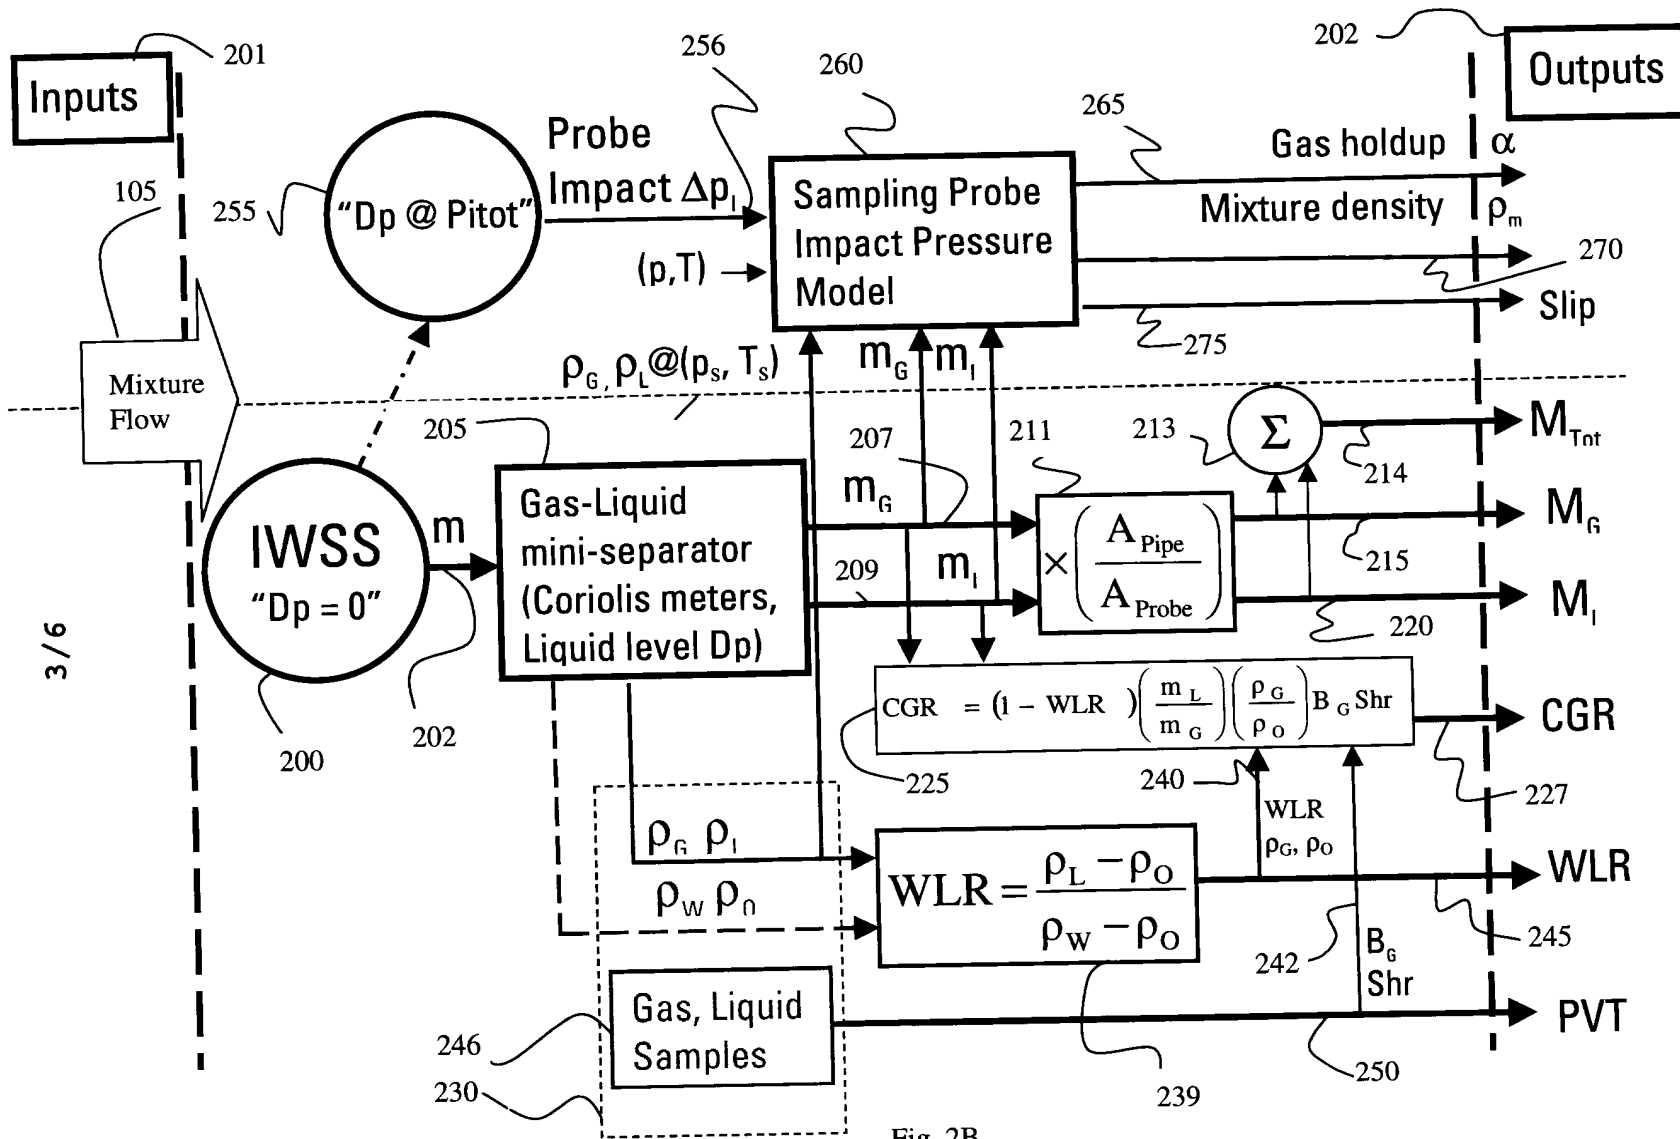 Inputs
201
202
Outputs
105
Mixture
Flow
255
"Dp @ Pitot"
Probe
Impact Δp_I
256
(p,T)
260
Sampling Probe
Impact Pressure
Model
265
Gas holdup α
Mixture density ρ_m
270
Slip
275
ρ_G, ρ_L@(p_s, T_s)
m_G m_l
IWSS
"Dp = 0"
200
m
202
205
Gas-Liquid
mini-separator
(Coriolis meters,
Liquid level Dp)
207
m_G
209
m_l
211
× (A_Pipe / A_Probe)
213
Σ
214
M_Tot
215
M_G
220
M_l
CGR = (1 − WLR) (m_L / m_G) (ρ_G / ρ_O) B_G Shr
225
227
CGR
240
WLR
ρ_G, ρ_O
ρ_G ρ_l
ρ_W ρ_O
WLR = (ρ_L − ρ_O) / (ρ_W − ρ_O)
239
242
B_G
Shr
245
WLR
Gas, Liquid
Samples
246
230
250
PVT
3/6
Fig. 2B